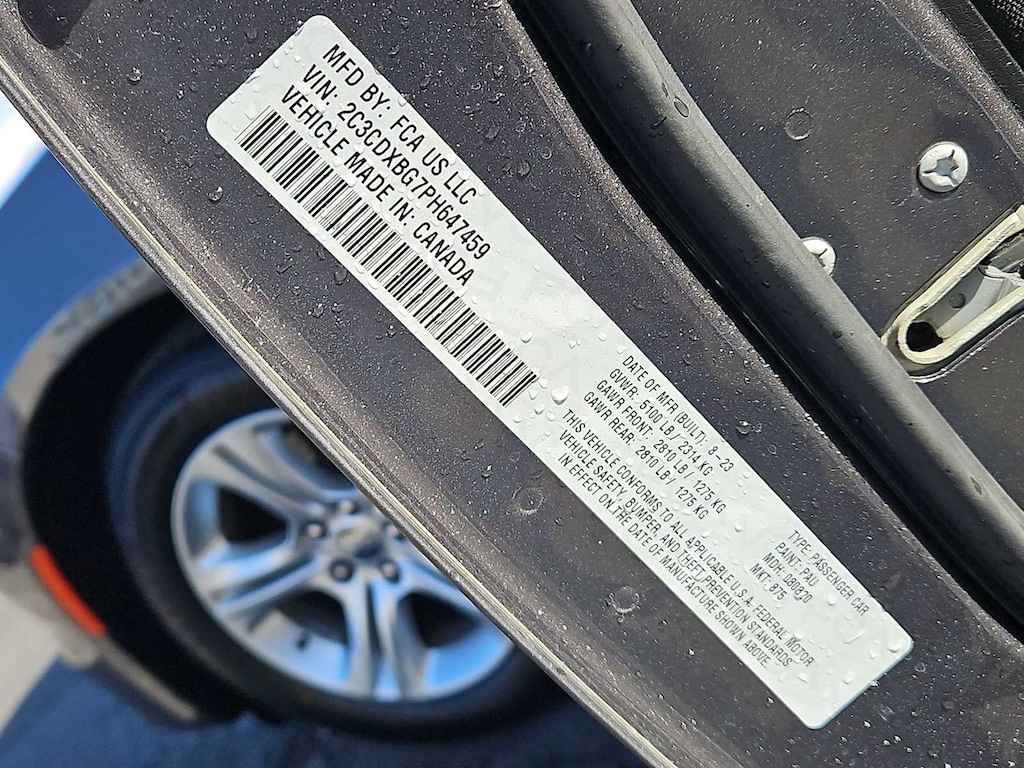 MFD BY: FCA US LLC
VIN: 2C3CDXBG7PH647459
VEHICLE MADE IN: CANADA
DATE OF MFR (BUILT): 8-23
GVWR: 5100 LB / 2314 KG
GAWR FRONT: 2810 LB / 1275 KG
GAWR REAR: 2810 LB / 1275 KG
TYPE: PASSENGER CAR
PAINT: PAU
MDH: 080830
MKT: 875
THIS VEHICLE CONFORMS TO ALL APPLICABLE U.S.A. FEDERAL MOTOR
VEHICLE SAFETY, BUMPER, AND THEFT PREVENTION STANDARDS
IN EFFECT ON THE DATE OF MANUFACTURE SHOWN ABOVE.